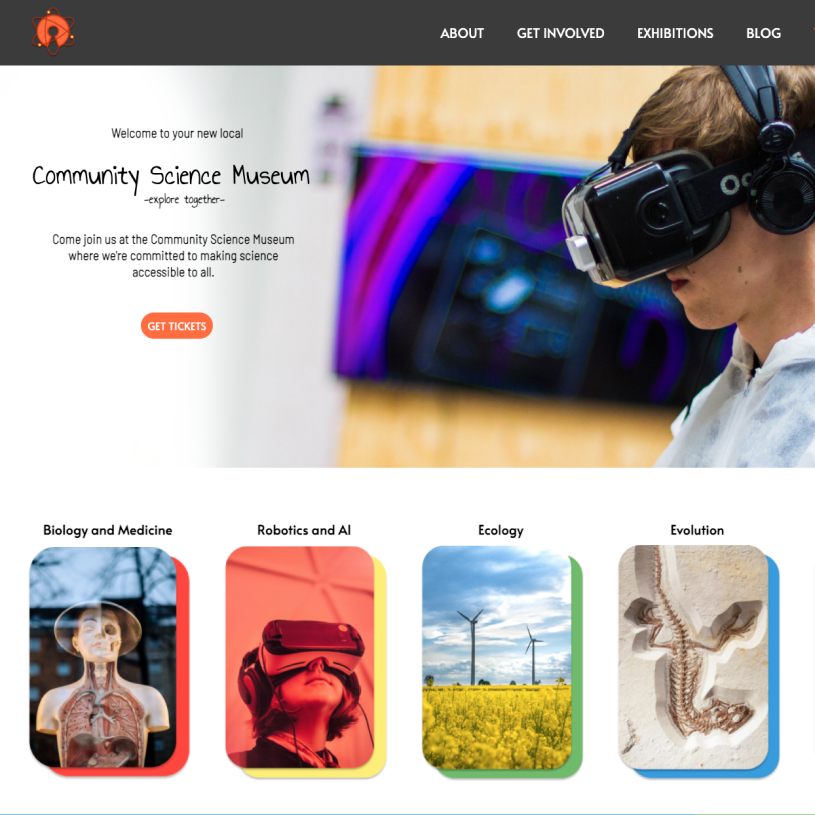 ABOUT GET INVOLVED EXHIBITIONS BLOG
Welcome to your new local
Community Science Museum
-explore together-
Come join us at the Community Science Museum
where we're committed to making science
accessible to all.
GET TICKETS
Biology and Medicine Robotics and AI Ecology Evolution